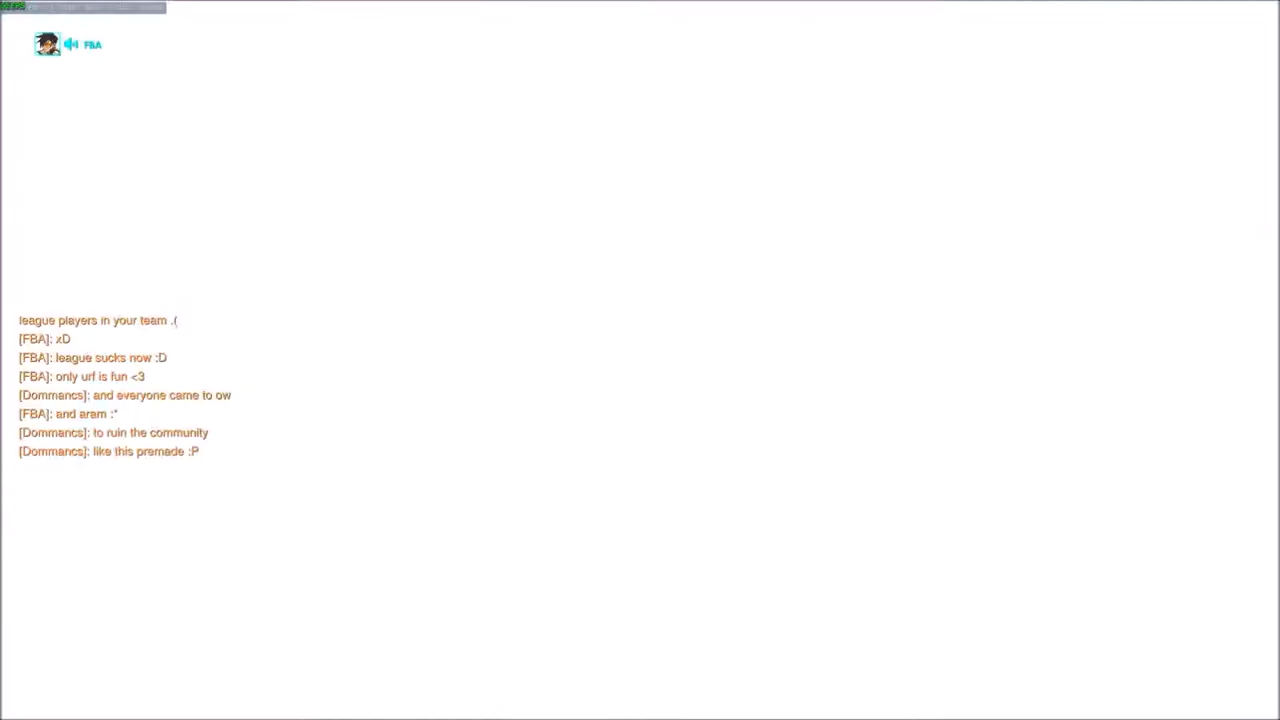 FBA
league players in your team .(
[FBA]: xD
[FBA]: league sucks now :D
[FBA]: only urf is fun <3
[Dommancs]: and everyone came to ow
[FBA]: and aram :*
[Dommancs]: to ruin the community
[Dommancs]: like this premade :P